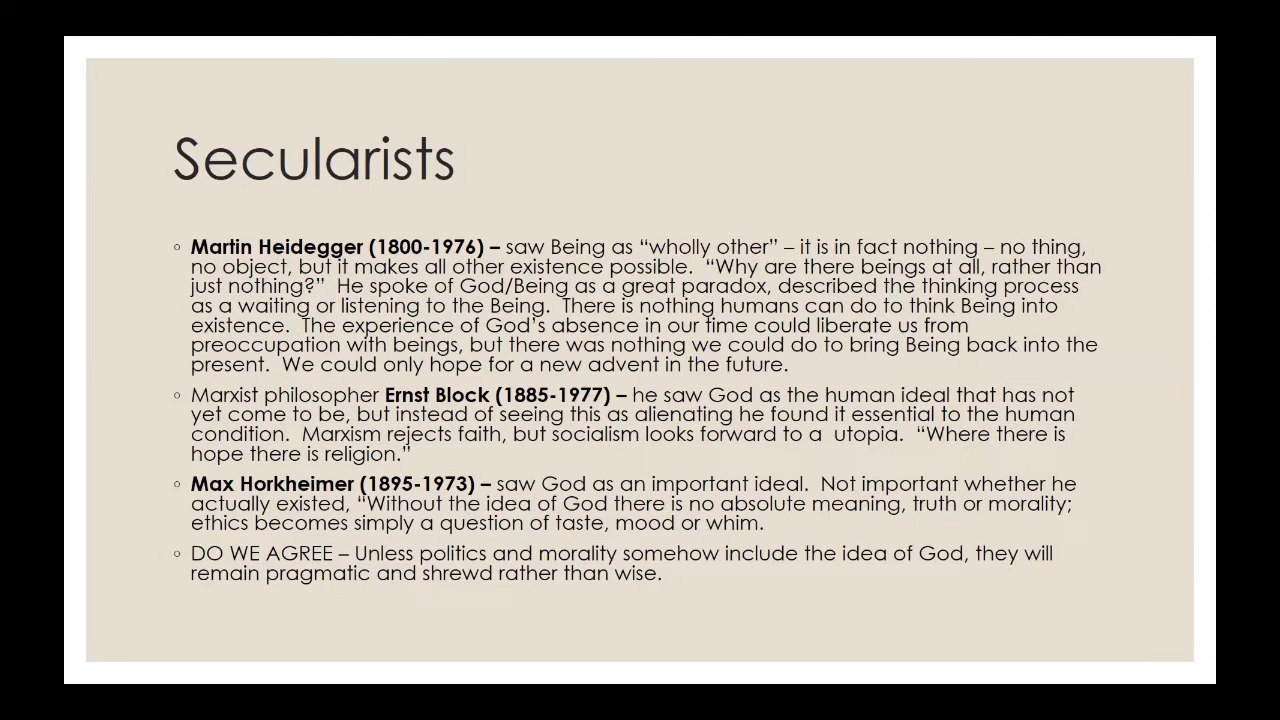 Secularists
◦ Martin Heidegger (1800-1976) – saw Being as “wholly other” – it is in fact nothing – no thing,
no object, but it makes all other existence possible.  “Why are there beings at all, rather than
just nothing?”  He spoke of God/Being as a great paradox, described the thinking process
as a waiting or listening to the Being.  There is nothing humans can do to think Being into
existence.  The experience of God’s absence in our time could liberate us from
preoccupation with beings, but there was nothing we could do to bring Being back into the
present.  We could only hope for a new advent in the future.
◦ Marxist philosopher Ernst Block (1885-1977) – he saw God as the human ideal that has not
yet come to be, but instead of seeing this as alienating he found it essential to the human
condition.  Marxism rejects faith, but socialism looks forward to a  utopia.  “Where there is
hope there is religion.”
◦ Max Horkheimer (1895-1973) – saw God as an important ideal.  Not important whether he
actually existed, “Without the idea of God there is no absolute meaning, truth or morality;
ethics becomes simply a question of taste, mood or whim.
◦ DO WE AGREE – Unless politics and morality somehow include the idea of God, they will
remain pragmatic and shrewd rather than wise.